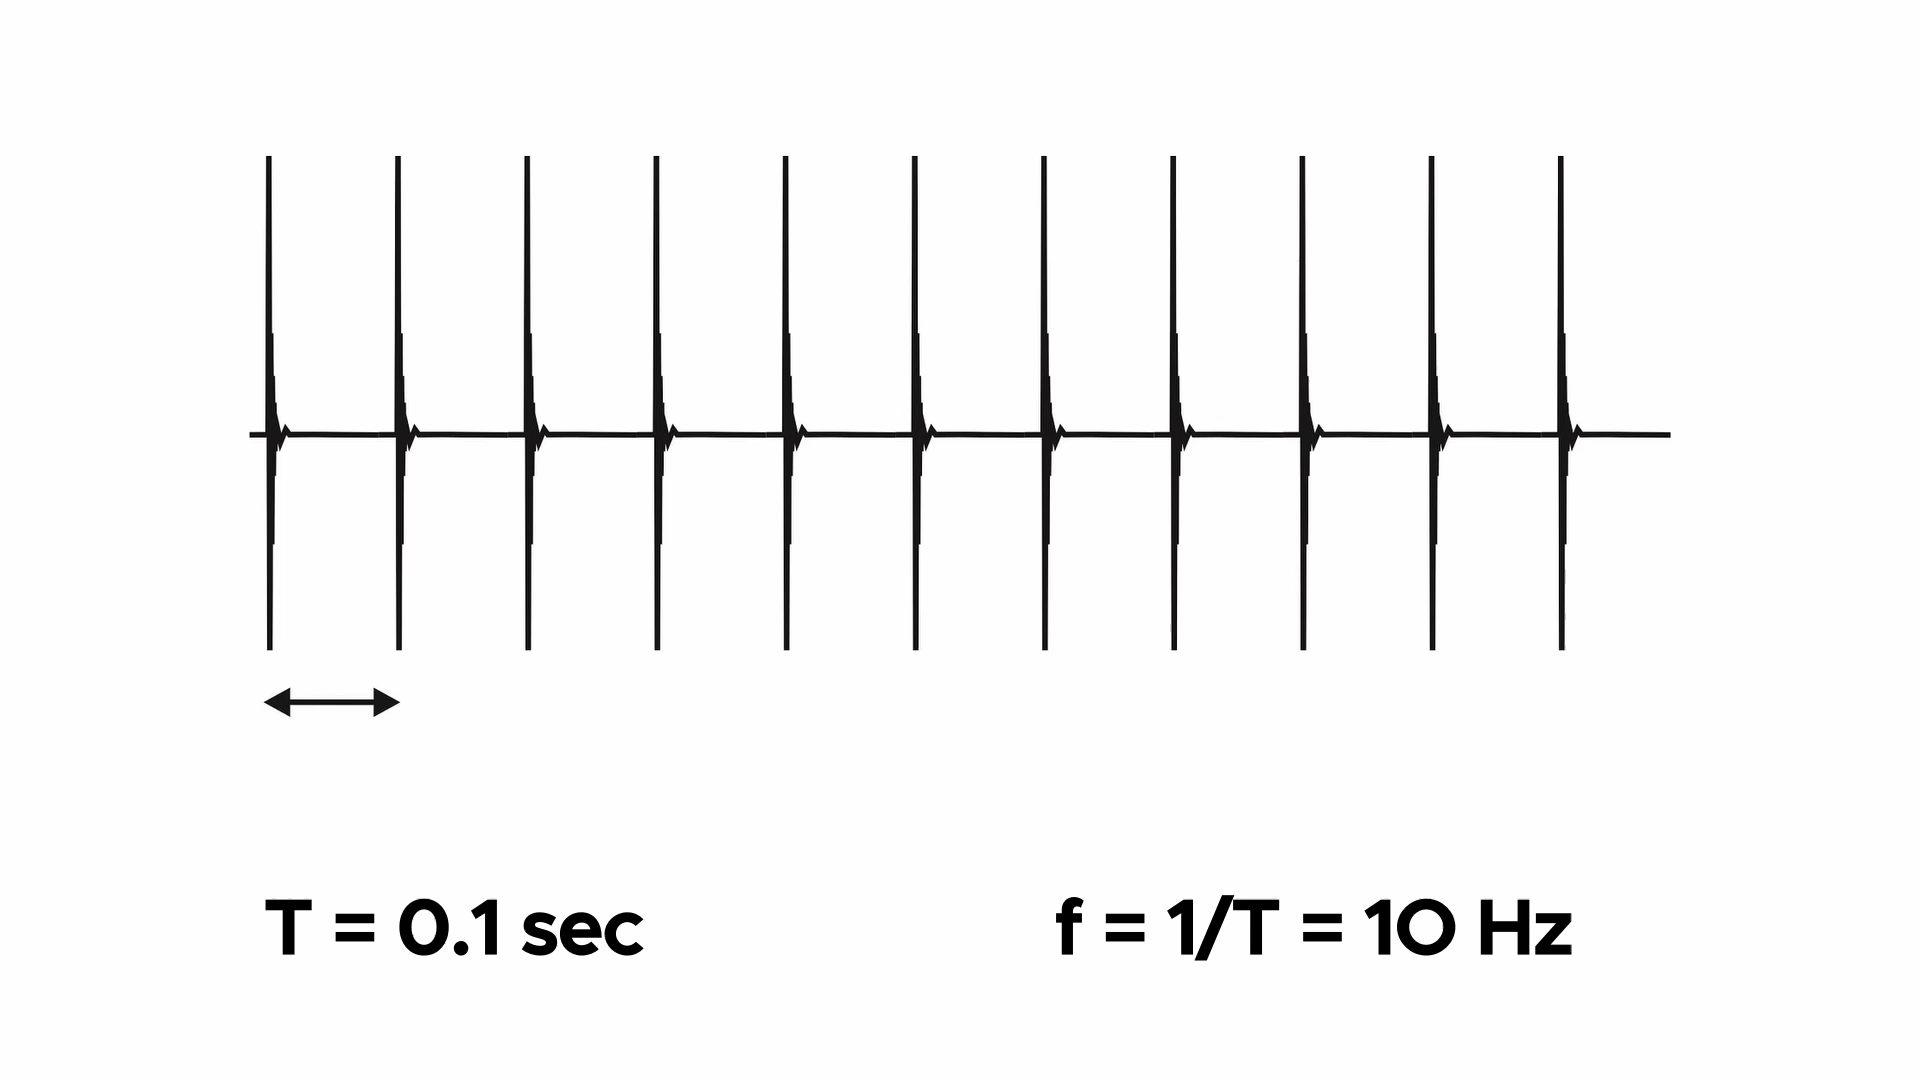 T = 0.1 sec
f = 1/T = 10 Hz